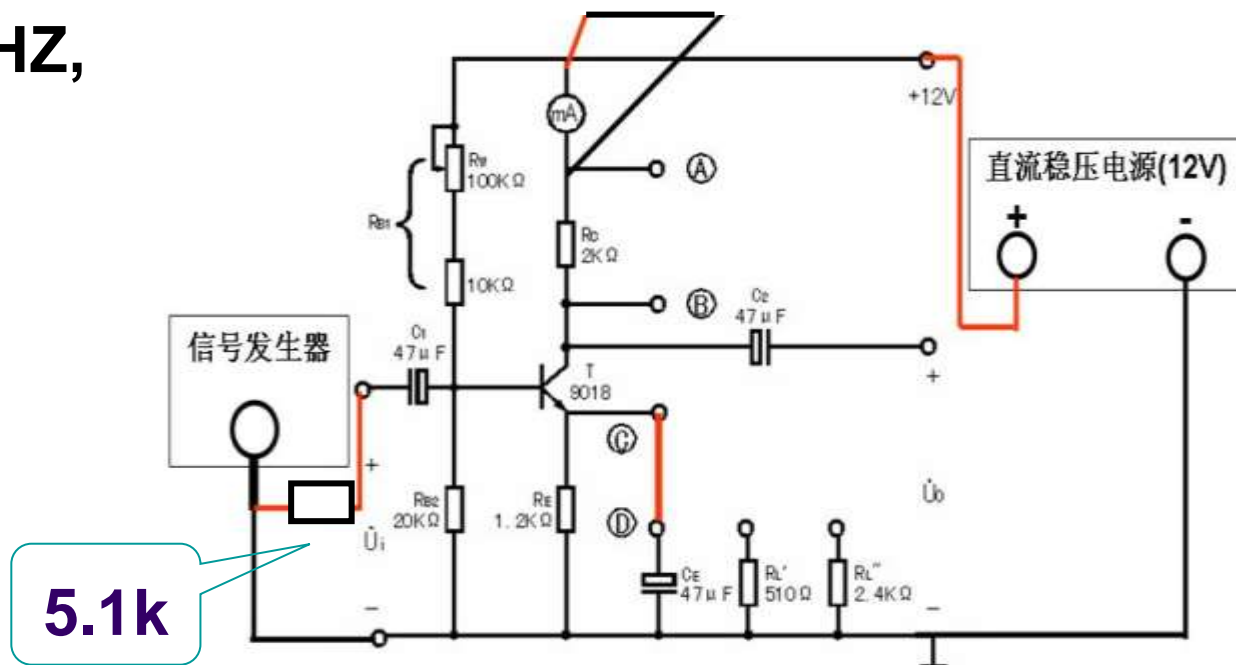 HZ,
+12V
mA
直流稳压电源(12V)
+
-
RW
100KΩ
A
RB1
RC
2KΩ
10KΩ
B
C2
47μF
信号发生器
C1
47μF
T
9018
+
C
+
RB2
20KΩ
RE
1.2KΩ
D
U̇o
U̇i
CE
47μF
RL'
510Ω
RL"
2.4KΩ
5.1k
-
-